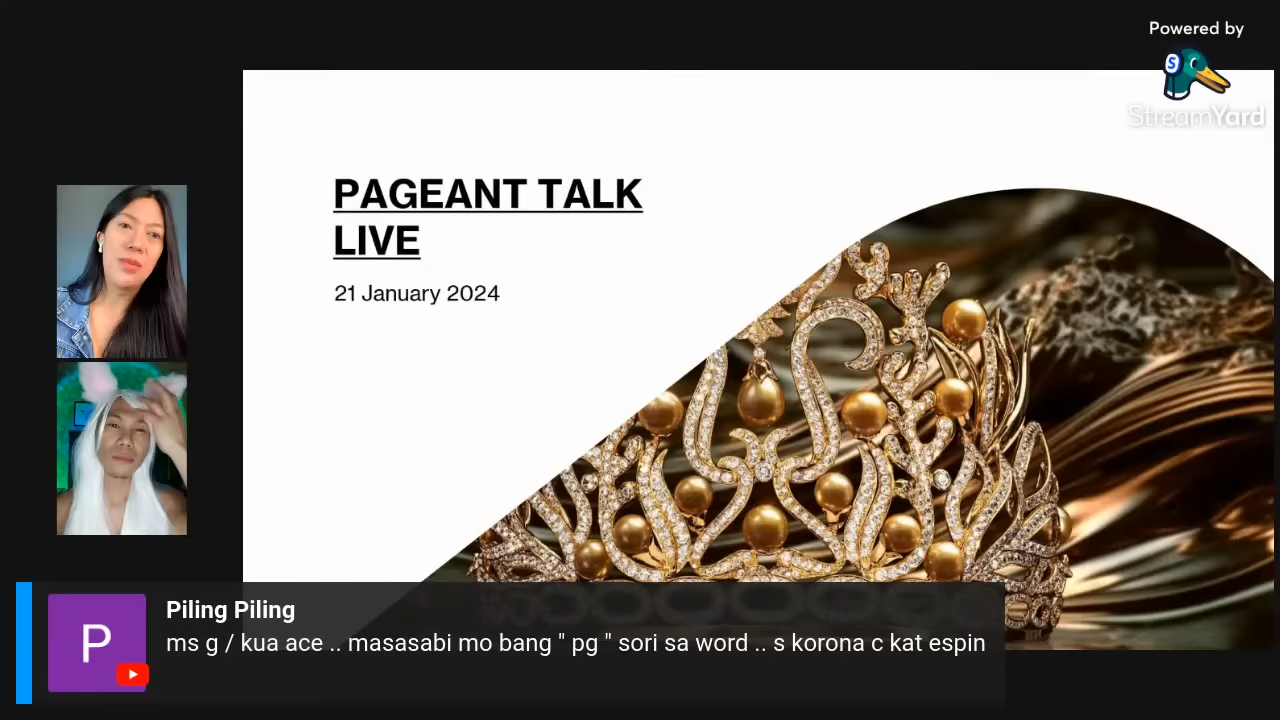 Powered by
StreamYard
PAGEANT TALK
LIVE
21 January 2024
P
Piling Piling
ms g / kua ace .. masasabi mo bang " pg " sori sa word .. s korona c kat espin